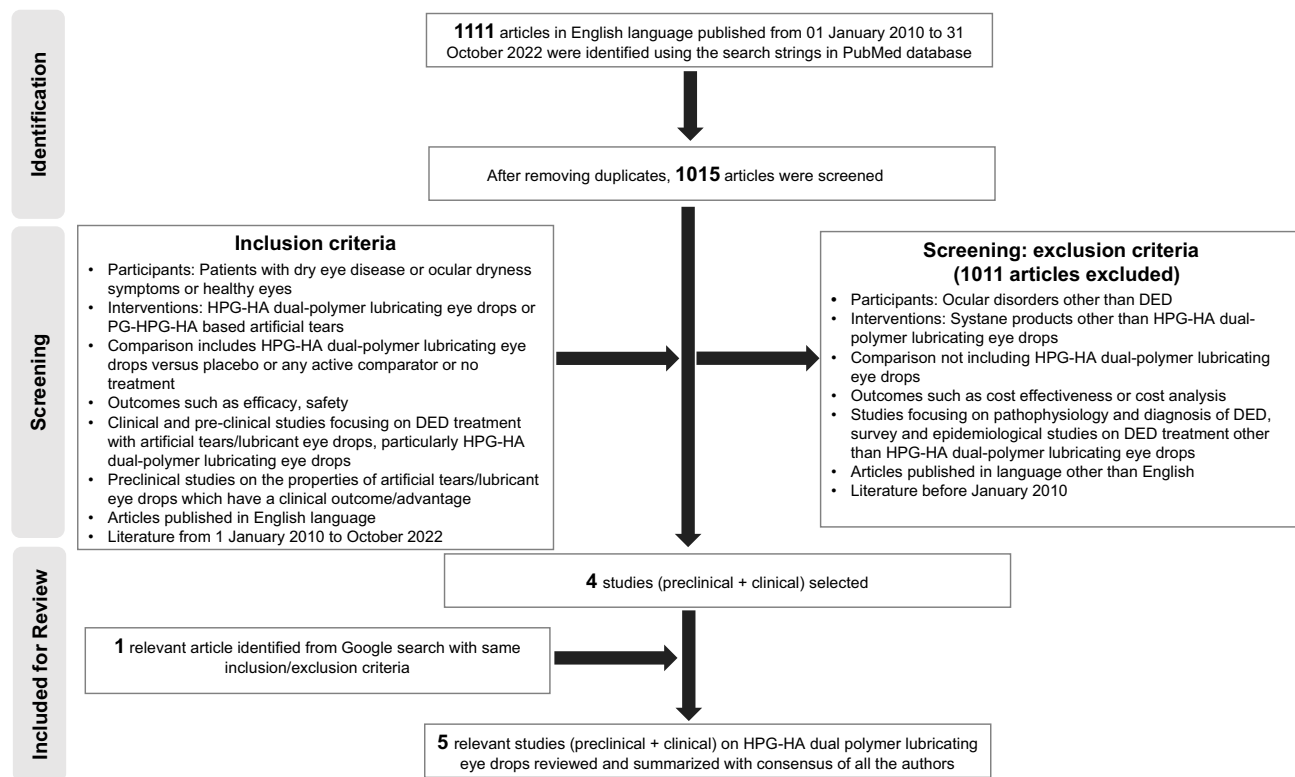 Identification
1111 articles in English language published from 01 January 2010 to 31
October 2022 were identified using the search strings in PubMed database
After removing duplicates, 1015 articles were screened
Screening
Inclusion criteria
• Participants: Patients with dry eye disease or ocular dryness
symptoms or healthy eyes
• Interventions: HPG-HA dual-polymer lubricating eye drops or
PG-HPG-HA based artificial tears
• Comparison includes HPG-HA dual-polymer lubricating eye
drops versus placebo or any active comparator or no
treatment
• Outcomes such as efficacy, safety
• Clinical and pre-clinical studies focusing on DED treatment
with artificial tears/lubricant eye drops, particularly HPG-HA
dual-polymer lubricating eye drops
• Preclinical studies on the properties of artificial tears/lubricant
eye drops which have a clinical outcome/advantage
• Articles published in English language
• Literature from 1 January 2010 to October 2022
Screening: exclusion criteria
(1011 articles excluded)
• Participants: Ocular disorders other than DED
• Interventions: Systane products other than HPG-HA dual-
polymer lubricating eye drops
• Comparison not including HPG-HA dual-polymer lubricating
eye drops
• Outcomes such as cost effectiveness or cost analysis
• Studies focusing on pathophysiology and diagnosis of DED,
survey and epidemiological studies on DED treatment other
than HPG-HA dual-polymer lubricating eye drops
• Articles published in language other than English
• Literature before January 2010
Included for Review
4 studies (preclinical + clinical) selected
1 relevant article identified from Google search with same
inclusion/exclusion criteria
5 relevant studies (preclinical + clinical) on HPG-HA dual polymer lubricating
eye drops reviewed and summarized with consensus of all the authors